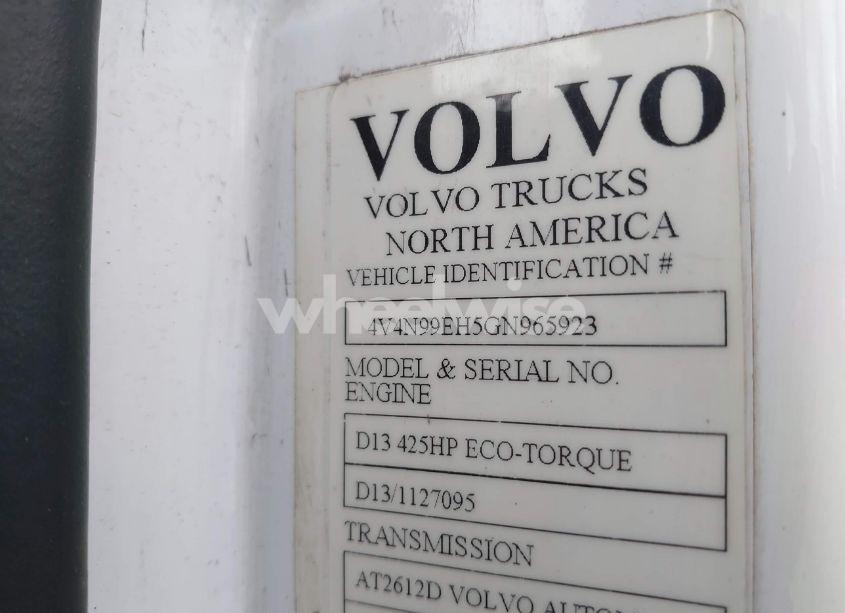 VOLVO
VOLVO TRUCKS
NORTH AMERICA
VEHICLE IDENTIFICATION #
wheelwise
4V4N99EH5GN965923
MODEL & SERIAL NO.
ENGINE
D13 425HP ECO-TORQUE
D13/1127095
TRANSMISSION
AT2612D VOLVO